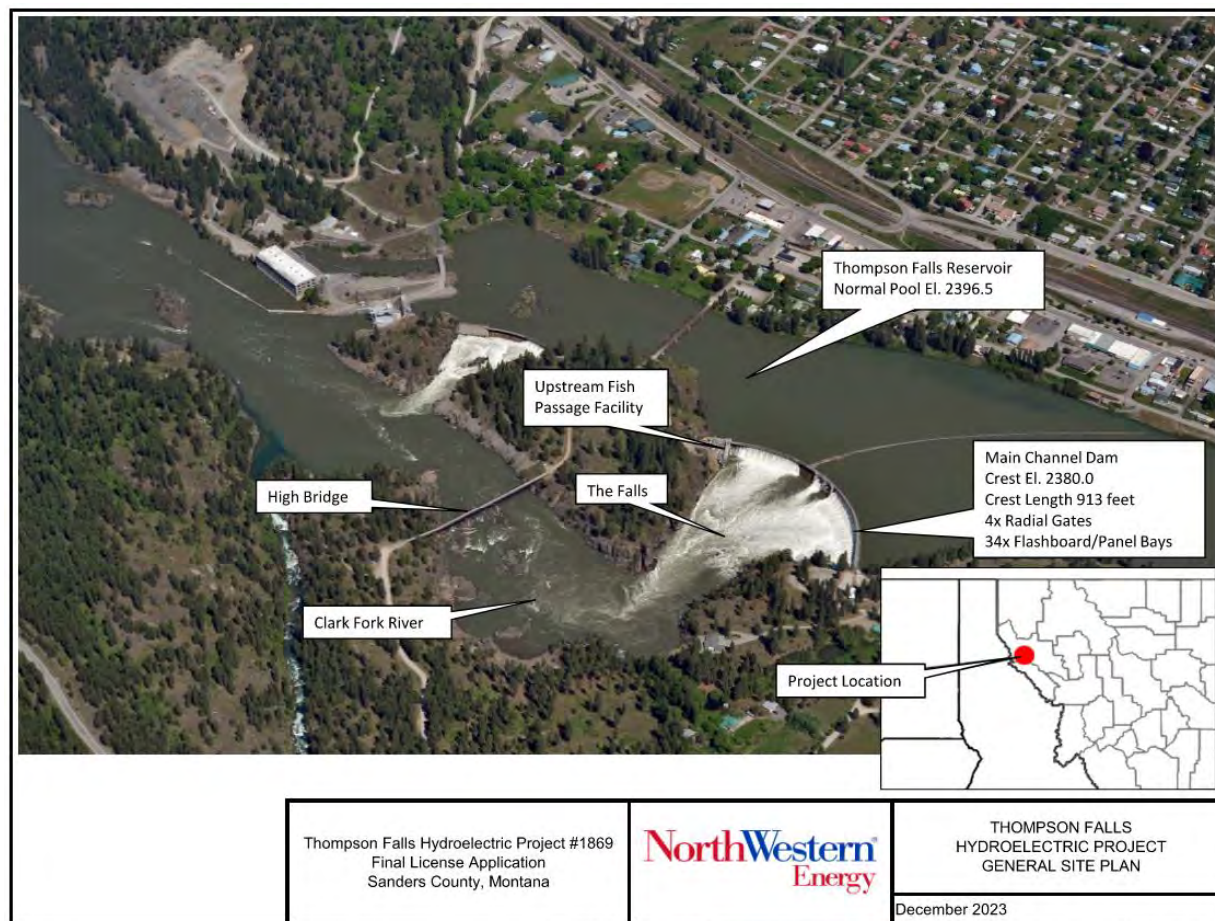 Thompson Falls Reservoir
Normal Pool El. 2396.5
Upstream Fish
Passage Facility
Main Channel Dam
Crest El. 2380.0
Crest Length 913 feet
4x Radial Gates
34x Flashboard/Panel Bays
High Bridge
The Falls
Clark Fork River
Project Location
Thompson Falls Hydroelectric Project #1869
Final License Application
Sanders County, Montana
NorthWestern®
Energy
THOMPSON FALLS
HYDROELECTRIC PROJECT
GENERAL SITE PLAN
December 2023